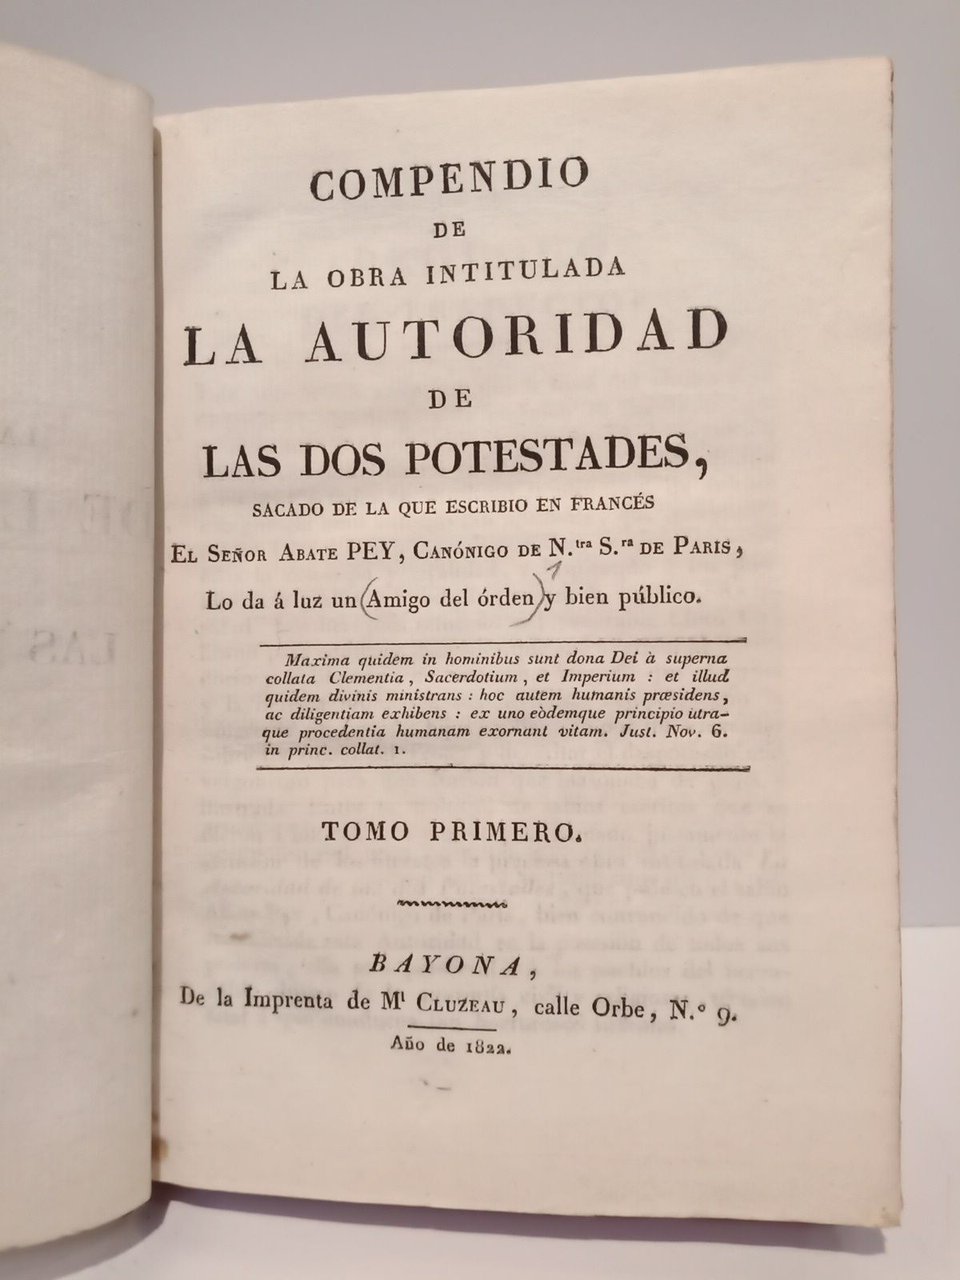 COMPENDIO
DE
LA OBRA INTITULADA
LA AUTORIDAD
DE
LAS DOS POTESTADES,
SACADO DE LA QUE ESCRIBIO EN FRANCÉS
EL SEÑOR ABATE PEY, CANÓNIGO DE N.tra S.ra DE PARIS,
Lo da á luz un (Amigo del órden) y bien público.
Maxima quidem in hominibus sunt dona Dei à superna
collata Clementia, Sacerdotium, et Imperium : et illud
quidem divinis ministrans : hoc autem humanis præsidens,
ac diligentiam exhibens : ex uno eòdemque principio utra-
que procedentia humanam exornant vitam. Just. Nov. 6.
in princ. collat. 1.
TOMO PRIMERO.
BAYONA,
De la Imprenta de Mt CLUZEAU, calle Orbe, N.º 9.
Año de 1822.